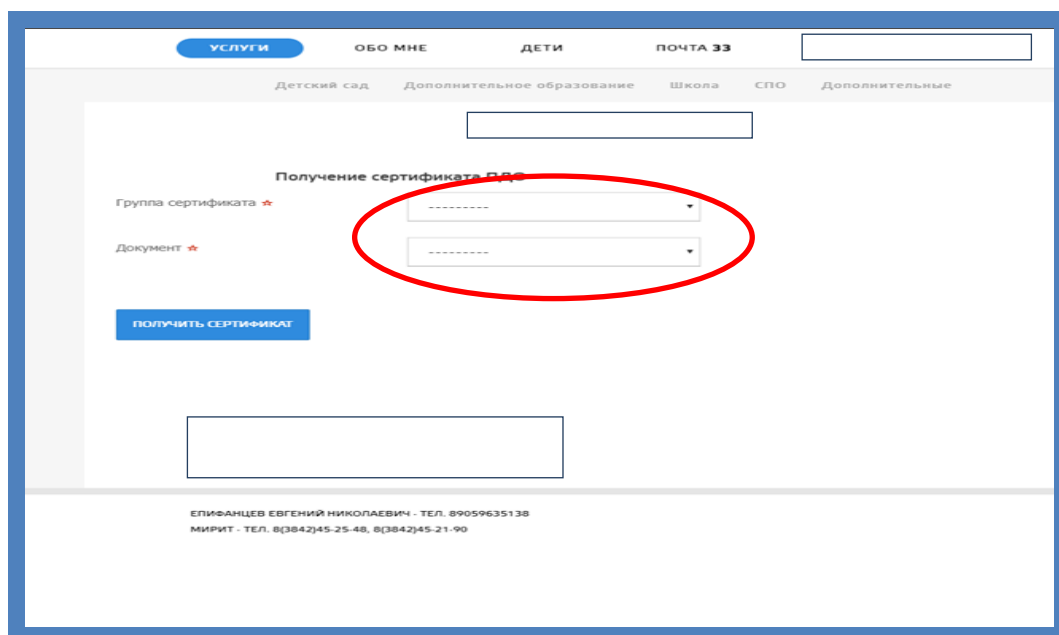 УСЛУГИ ОБО МНЕ ДЕТИ ПОЧТА 33
Детский сад Дополнительное образование Школа СПО Дополнительные
Получение сертификата ПДО
Группа сертификата ☆ ---------
Документ ☆ ---------
ПОЛУЧИТЬ СЕРТИФИКАТ
ЕПИФАНЦЕВ ЕВГЕНИЙ НИКОЛАЕВИЧ - ТЕЛ. 89059635138
МИРИТ - ТЕЛ. 8(3842)45-25-48, 8(3842)45-21-90